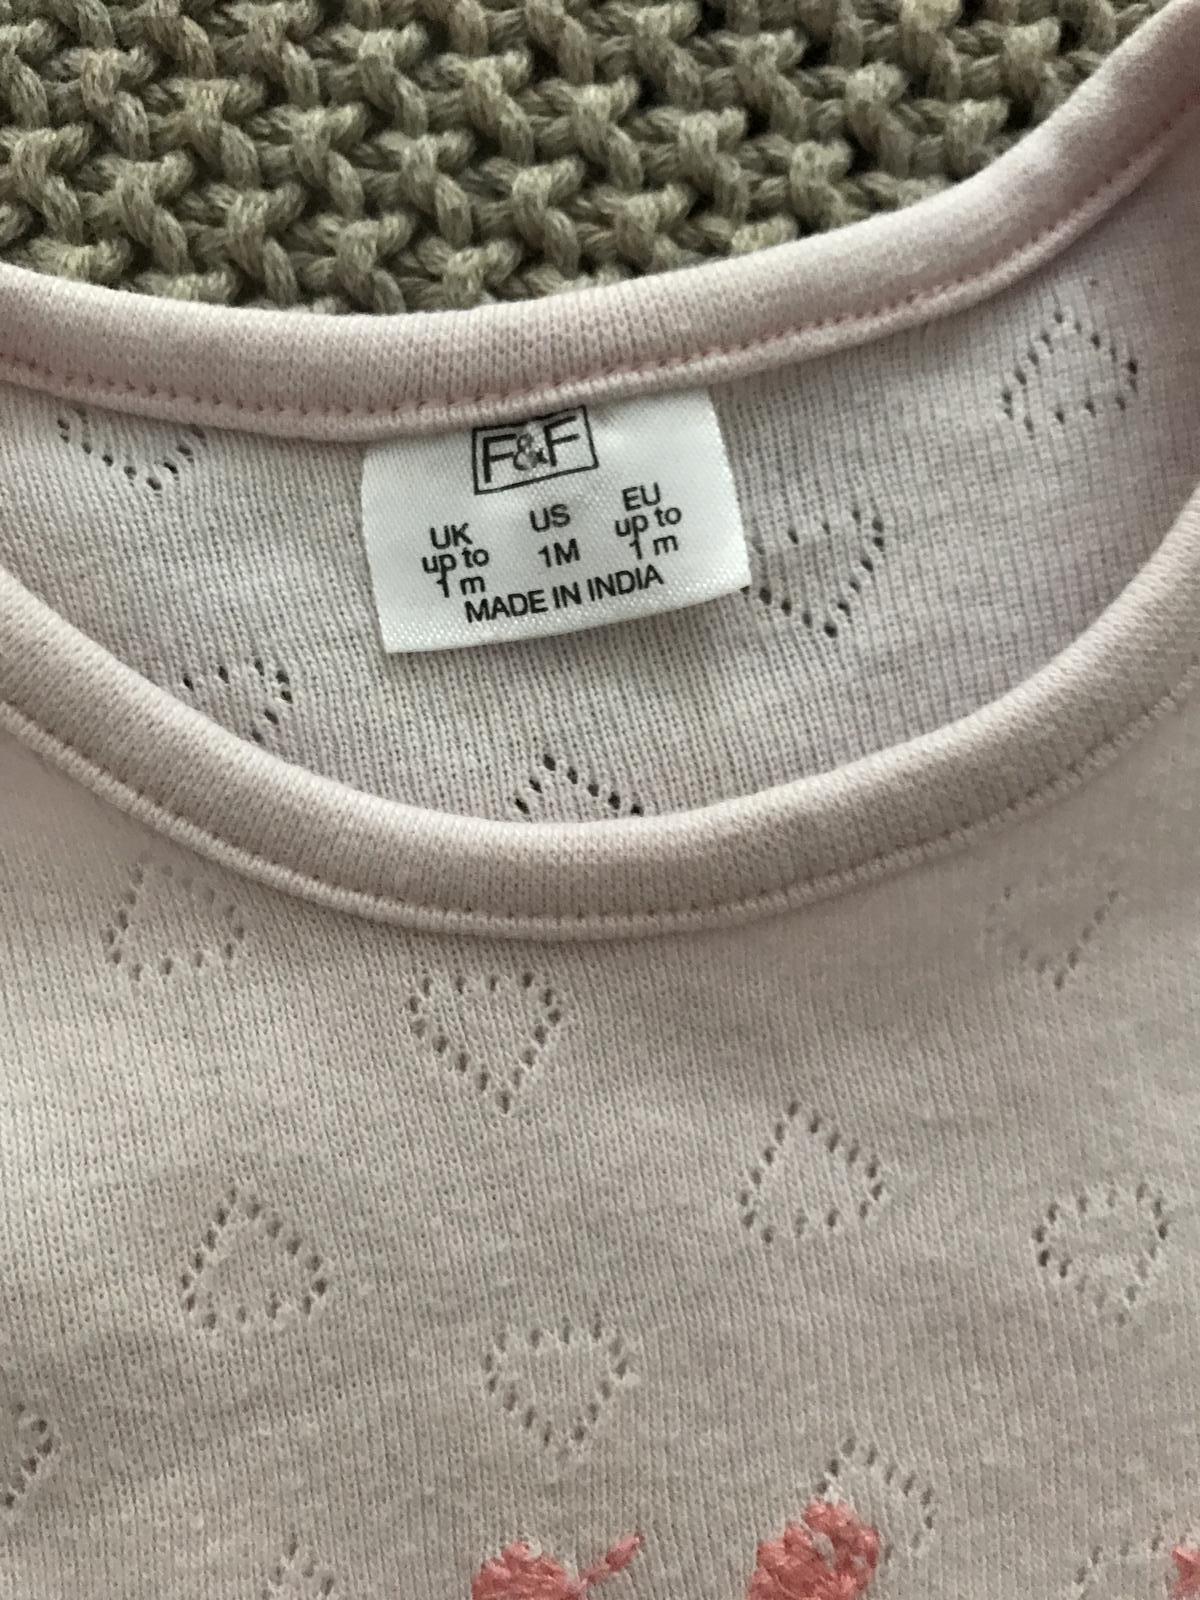 F&F
UK US EU
up to 1M up to
1 m 1 m
MADE IN INDIA